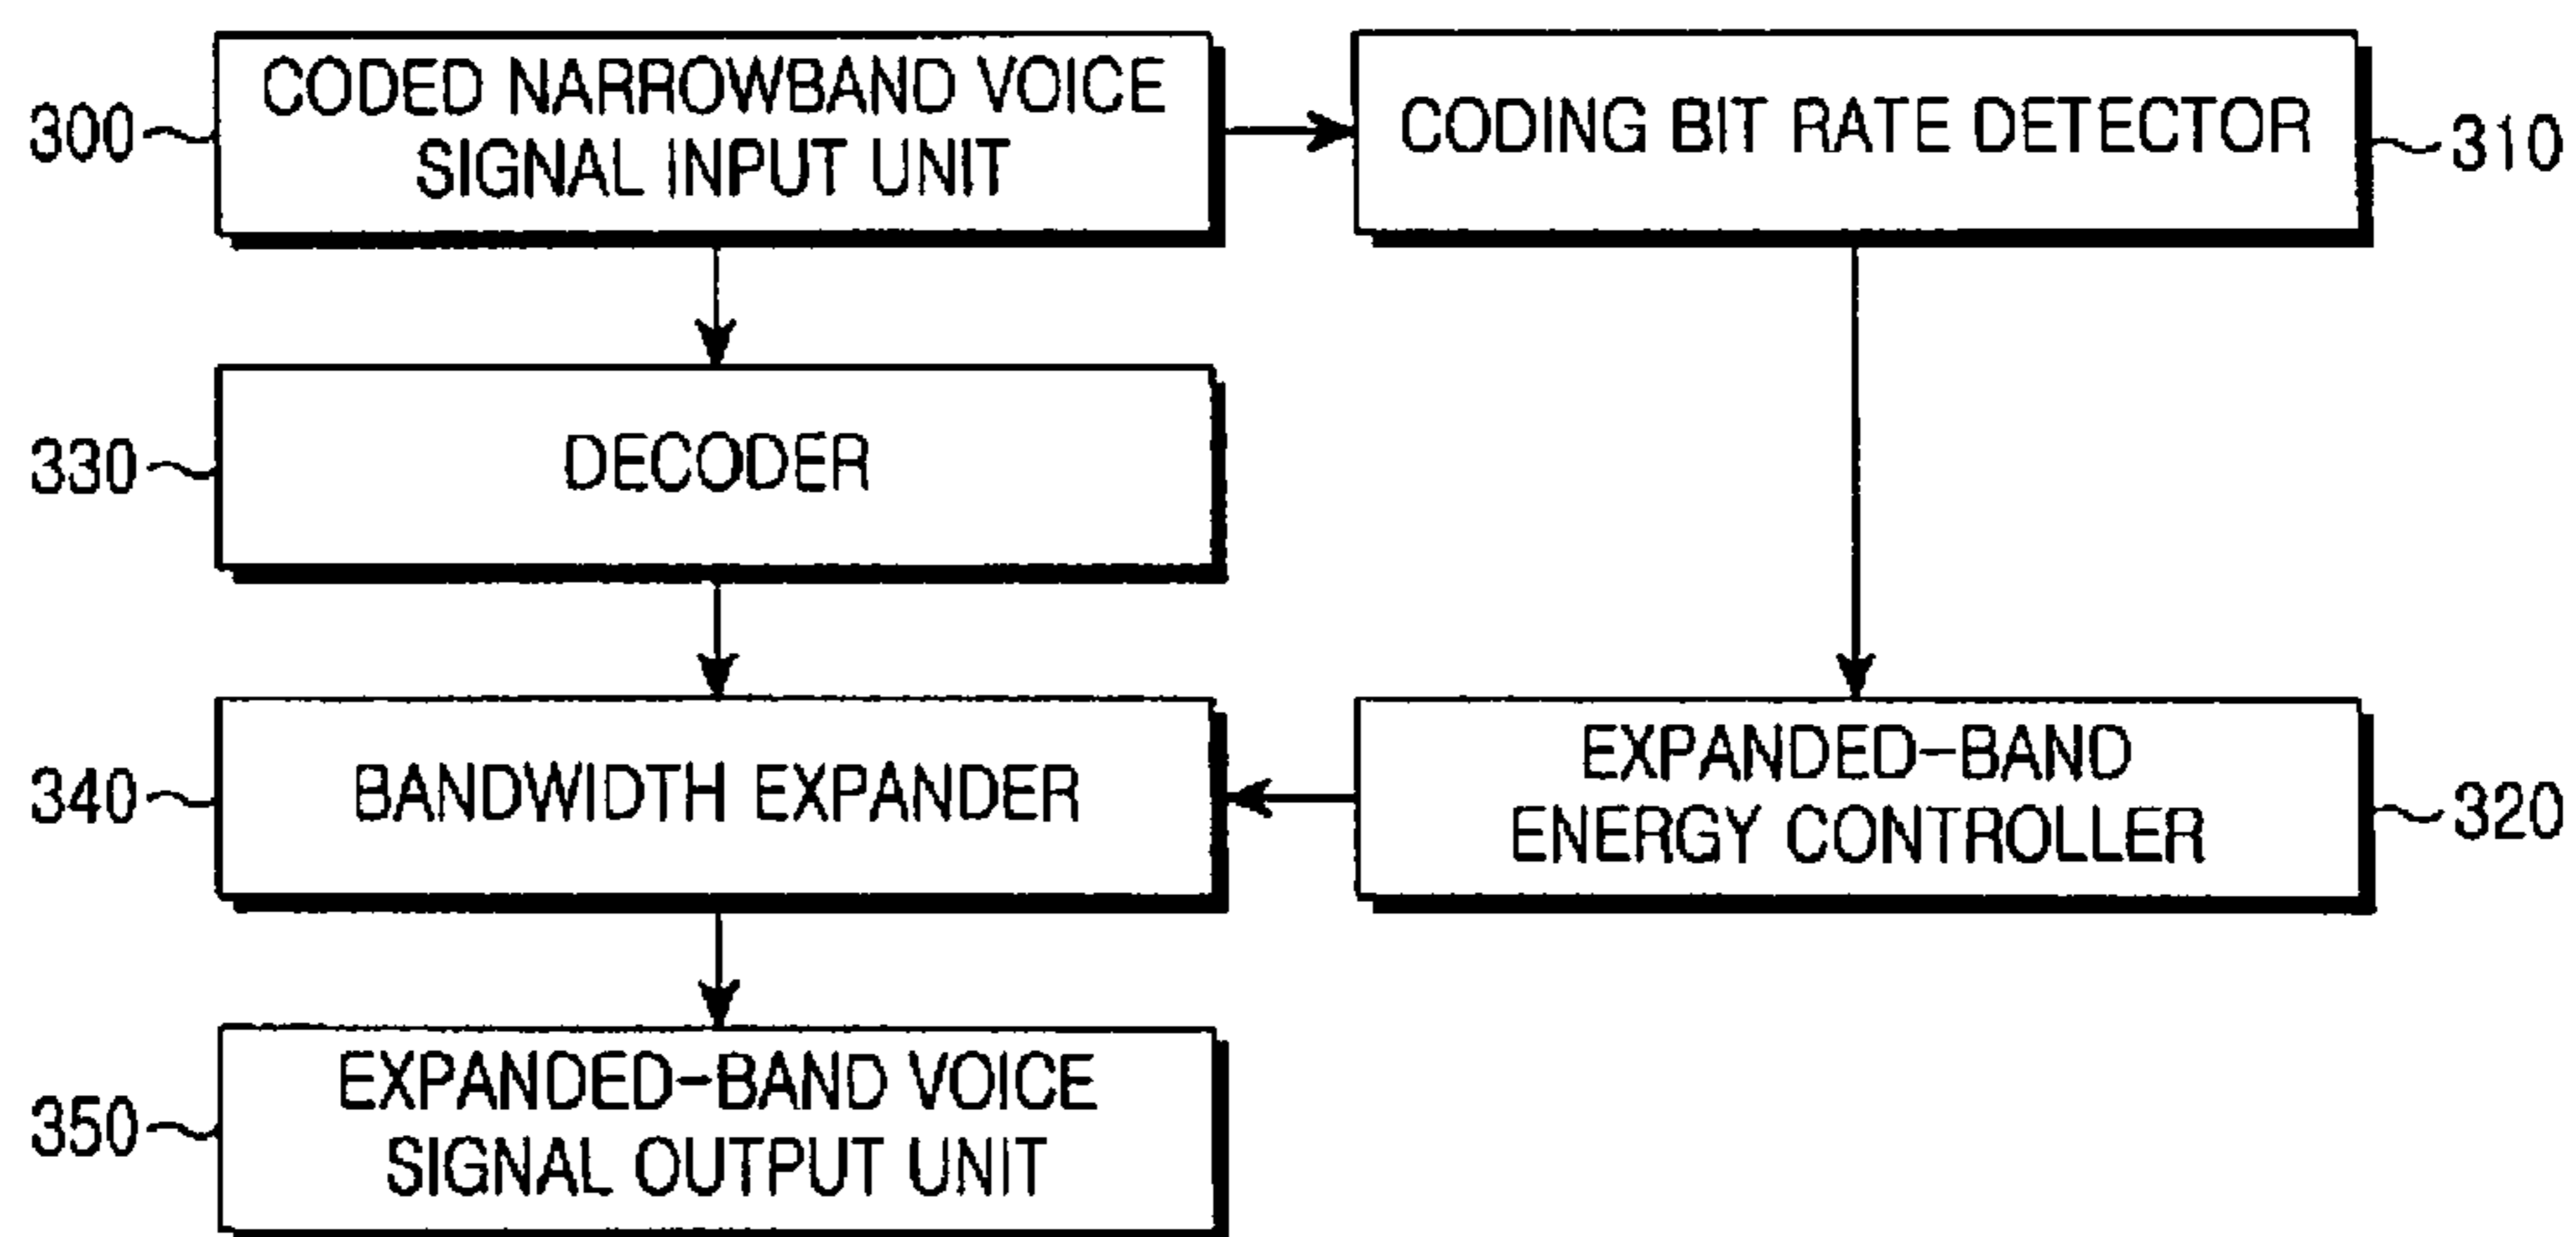 300
CODED NARROWBAND VOICE
SIGNAL INPUT UNIT
CODING BIT RATE DETECTOR
310
330
DECODER
340
BANDWIDTH EXPANDER
EXPANDED-BAND
ENERGY CONTROLLER
320
350
EXPANDED-BAND VOICE
SIGNAL OUTPUT UNIT